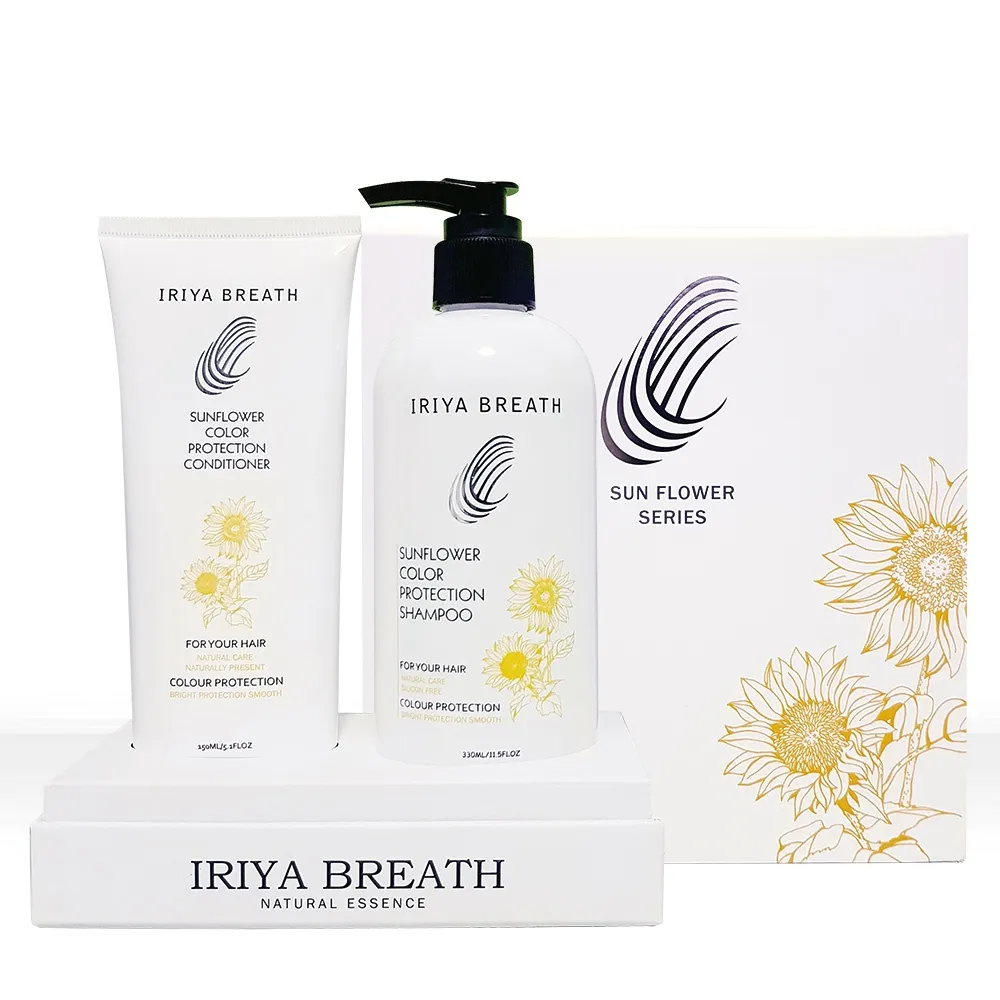 IRIYA BREATH
SUNFLOWER
COLOR
PROTECTION
CONDITIONER
FOR YOUR HAIR
NATURAL CARE
NATURALLY PRESENT
COLOUR PROTECTION
BRIGHT PROTECTION SMOOTH
150ML/5.1FLOZ
IRIYA BREATH
SUNFLOWER
COLOR
PROTECTION
SHAMPOO
FOR YOUR HAIR
NATURAL CARE
SILICON FREE
COLOUR PROTECTION
BRIGHT PROTECTION SMOOTH
330ML/11.5FLOZ
SUN FLOWER
SERIES
IRIYA BREATH
NATURAL ESSENCE